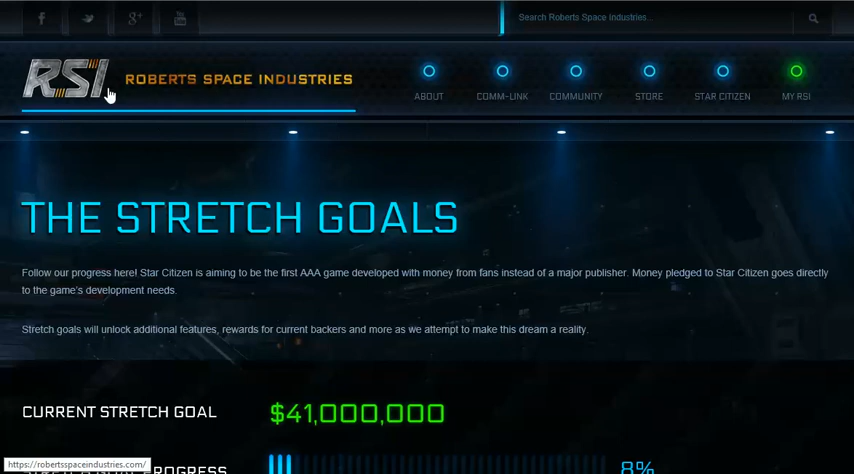 Search Roberts Space Industries..
RSI ROBERTS SPACE INDUSTRIES
ABOUT COMM-LINK COMMUNITY STORE STAR CITIZEN MY RSI
THE STRETCH GOALS
Follow our progress here! Star Citizen is aiming to be the first AAA game developed with money from fans instead of a major publisher. Money pledged to Star Citizen goes directly
to the game's development needs.
Stretch goals will unlock additional features, rewards for current backers and more as we attempt to make this dream a reality.
CURRENT STRETCH GOAL $41,000,000
PROGRESS 8%
https://robertsspaceindustries.com/